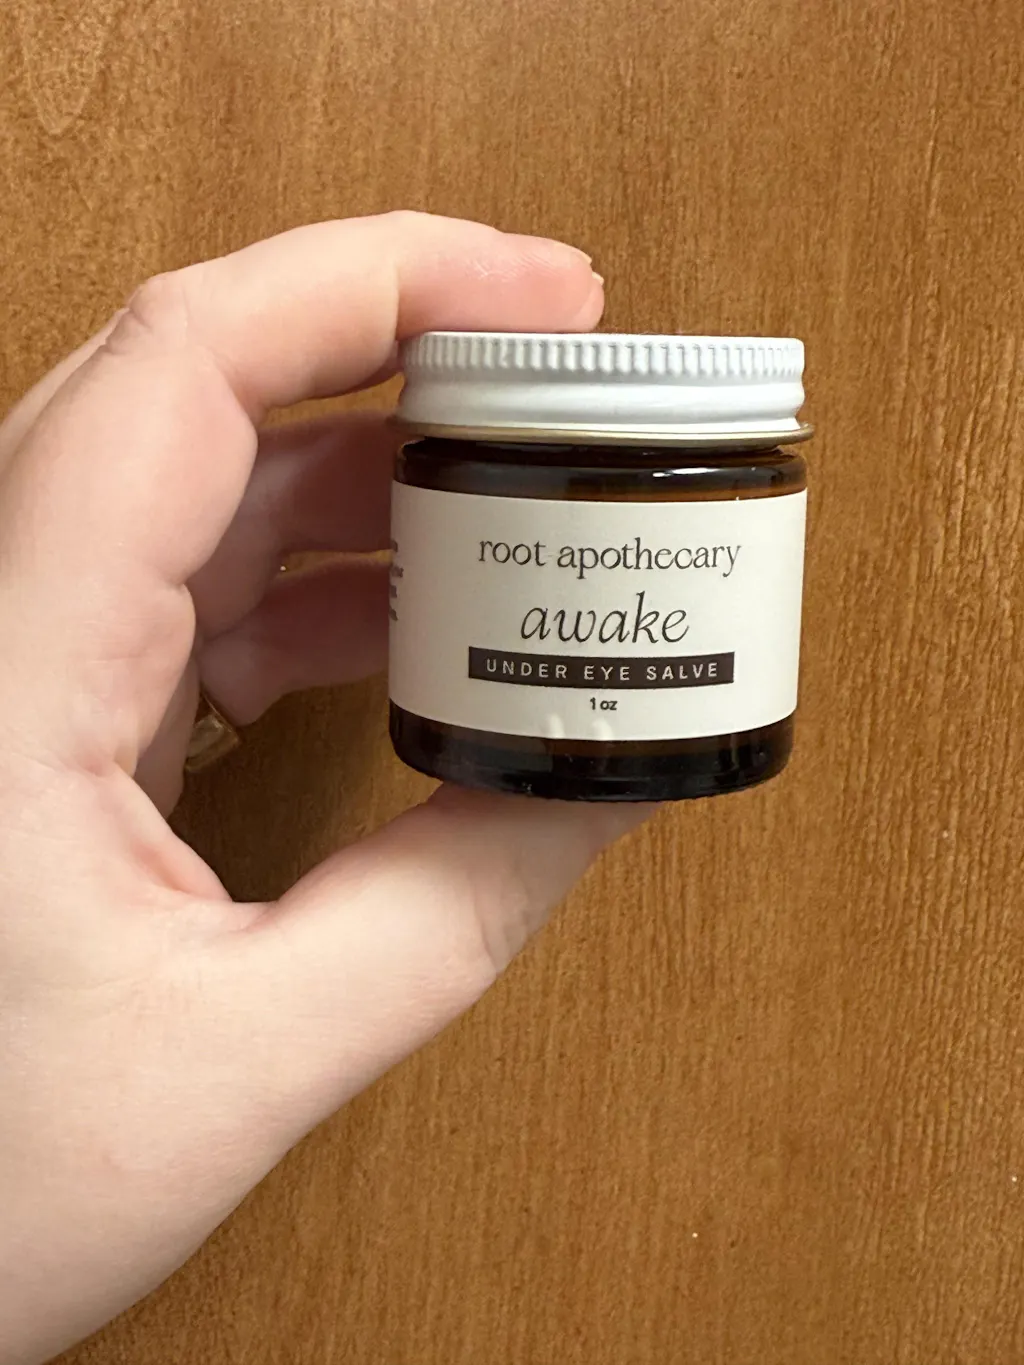 root apothecary
awake
UNDER EYE SALVE
1 oz